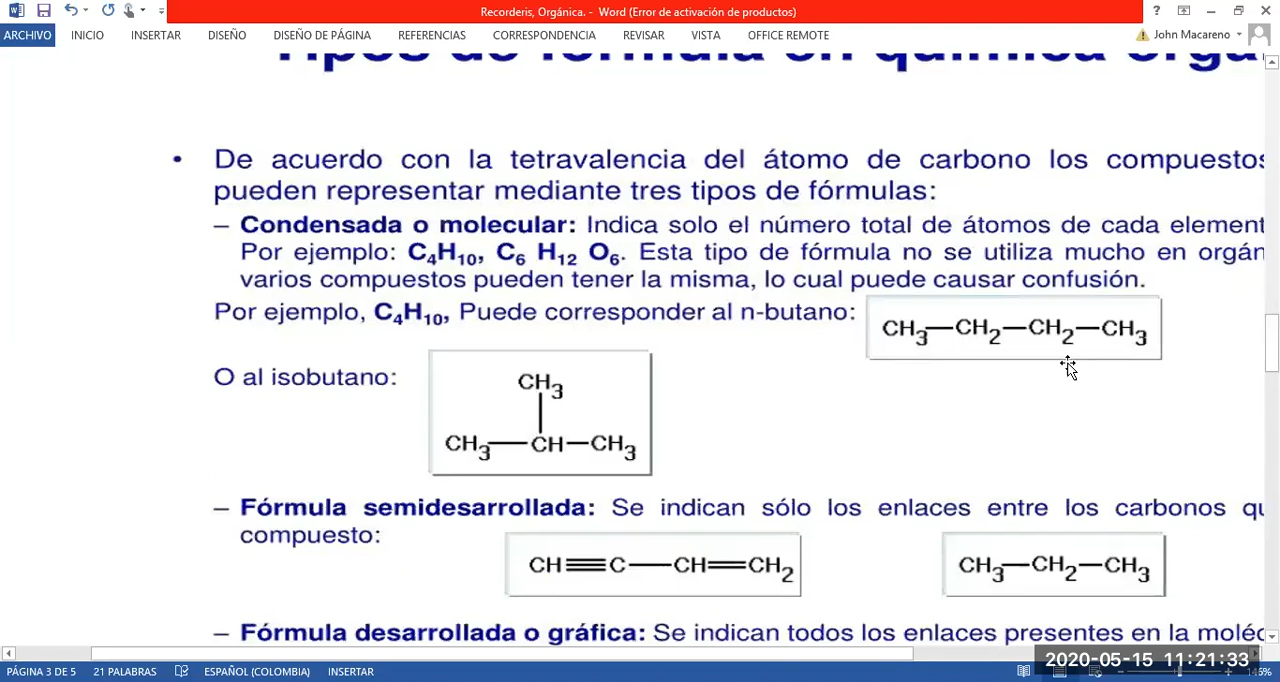 Recorderis, Orgánica. - Word (Error de activación de productos)
ARCHIVO INICIO INSERTAR DISEÑO DISEÑO DE PÁGINA REFERENCIAS CORRESPONDENCIA REVISAR VISTA OFFICE REMOTE John Macareno
Tipos de fórmula en química orgá
• De acuerdo con la tetravalencia del átomo de carbono los compuestos
pueden representar mediante tres tipos de fórmulas:
– Condensada o molecular: Indica solo el número total de átomos de cada element
Por ejemplo: C₄H₁₀, C₆ H₁₂ O₆. Esta tipo de fórmula no se utiliza mucho en orgán
varios compuestos pueden tener la misma, lo cual puede causar confusión.
Por ejemplo, C₄H₁₀, Puede corresponder al n-butano: CH₃—CH₂—CH₂—CH₃
O al isobutano:
CH₃
CH₃—CH—CH₃
– Fórmula semidesarrollada: Se indican sólo los enlaces entre los carbonos qu
compuesto:
CH≡C—CH=CH₂ CH₃—CH₂—CH₃
– Fórmula desarrollada o gráfica: Se indican todos los enlaces presentes en la moléc
2020-05-15 11:21:33
PÁGINA 3 DE 5 21 PALABRAS ESPAÑOL (COLOMBIA) INSERTAR